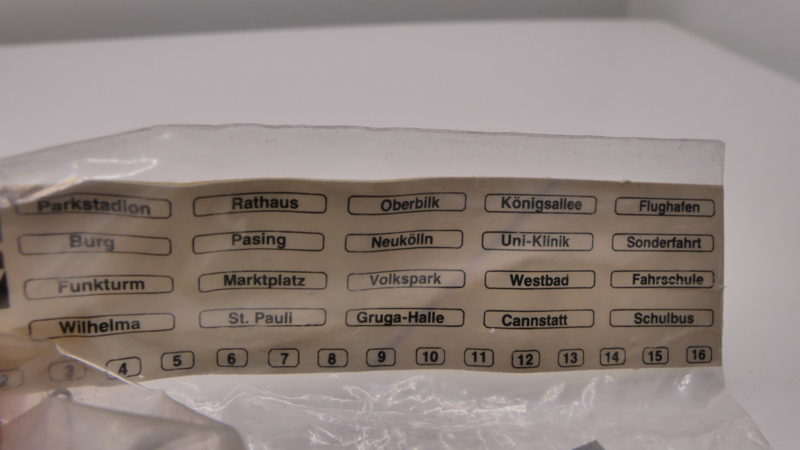 Parkstadion Rathaus Oberbilk Königsallee Flughafen
Burg Pasing Neukölln Uni-Klinik Sonderfahrt
Funkturm Marktplatz Volkspark Westbad Fahrschule
Wilhelma St. Pauli Gruga-Halle Cannstatt Schulbus
2 3 4 5 6 7 8 9 10 11 12 13 14 15 16